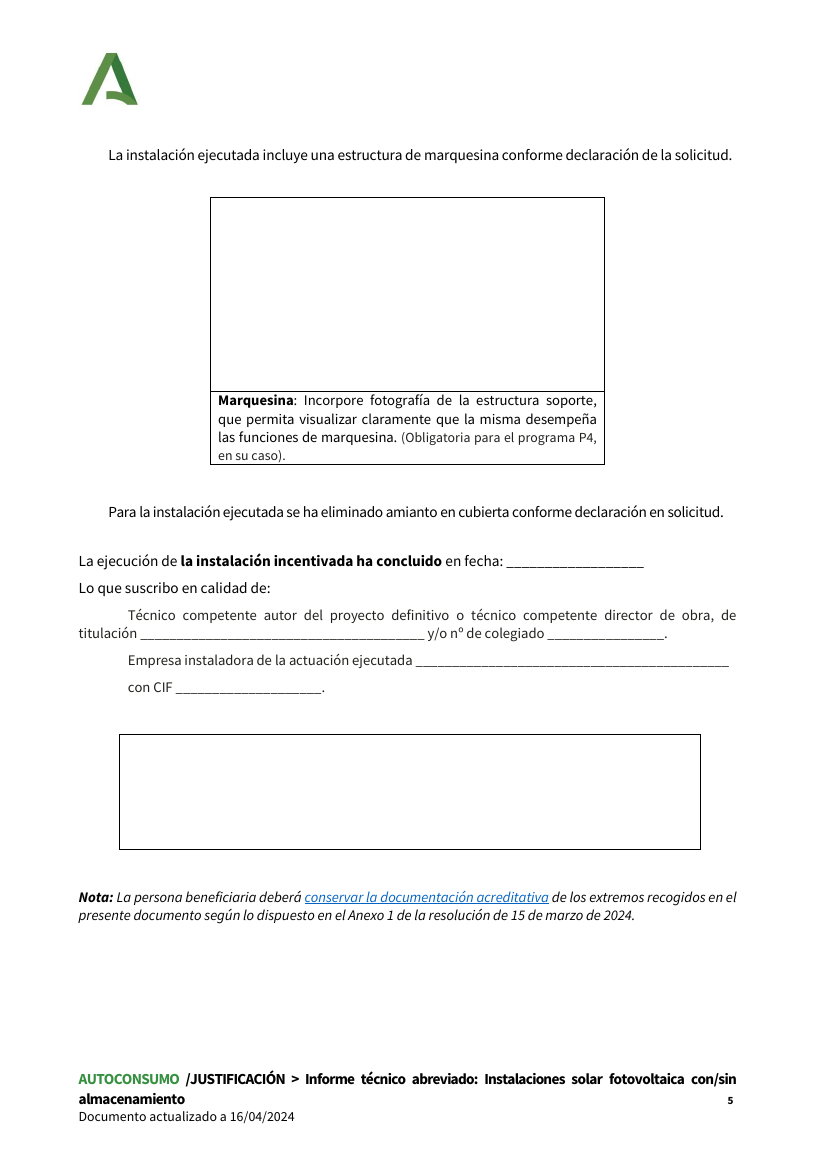 La instalación ejecutada incluye una estructura de marquesina conforme declaración de la solicitud.
Marquesina: Incorpore fotografía de la estructura soporte,
que permita visualizar claramente que la misma desempeña
las funciones de marquesina. (Obligatoria para el programa P4,
en su caso).
Para la instalación ejecutada se ha eliminado amianto en cubierta conforme declaración en solicitud.
La ejecución de la instalación incentivada ha concluido en fecha: __________________
Lo que suscribo en calidad de:
Técnico competente autor del proyecto definitivo o técnico competente director de obra, de
titulación _______________________________________ y/o nº de colegiado ________________.
Empresa instaladora de la actuación ejecutada ___________________________________________
con CIF ____________________.
Nota: La persona beneficiaria deberá conservar la documentación acreditativa de los extremos recogidos en el
presente documento según lo dispuesto en el Anexo 1 de la resolución de 15 de marzo de 2024.
AUTOCONSUMO /JUSTIFICACIÓN > Informe técnico abreviado: Instalaciones solar fotovoltaica con/sin
almacenamiento 5
Documento actualizado a 16/04/2024